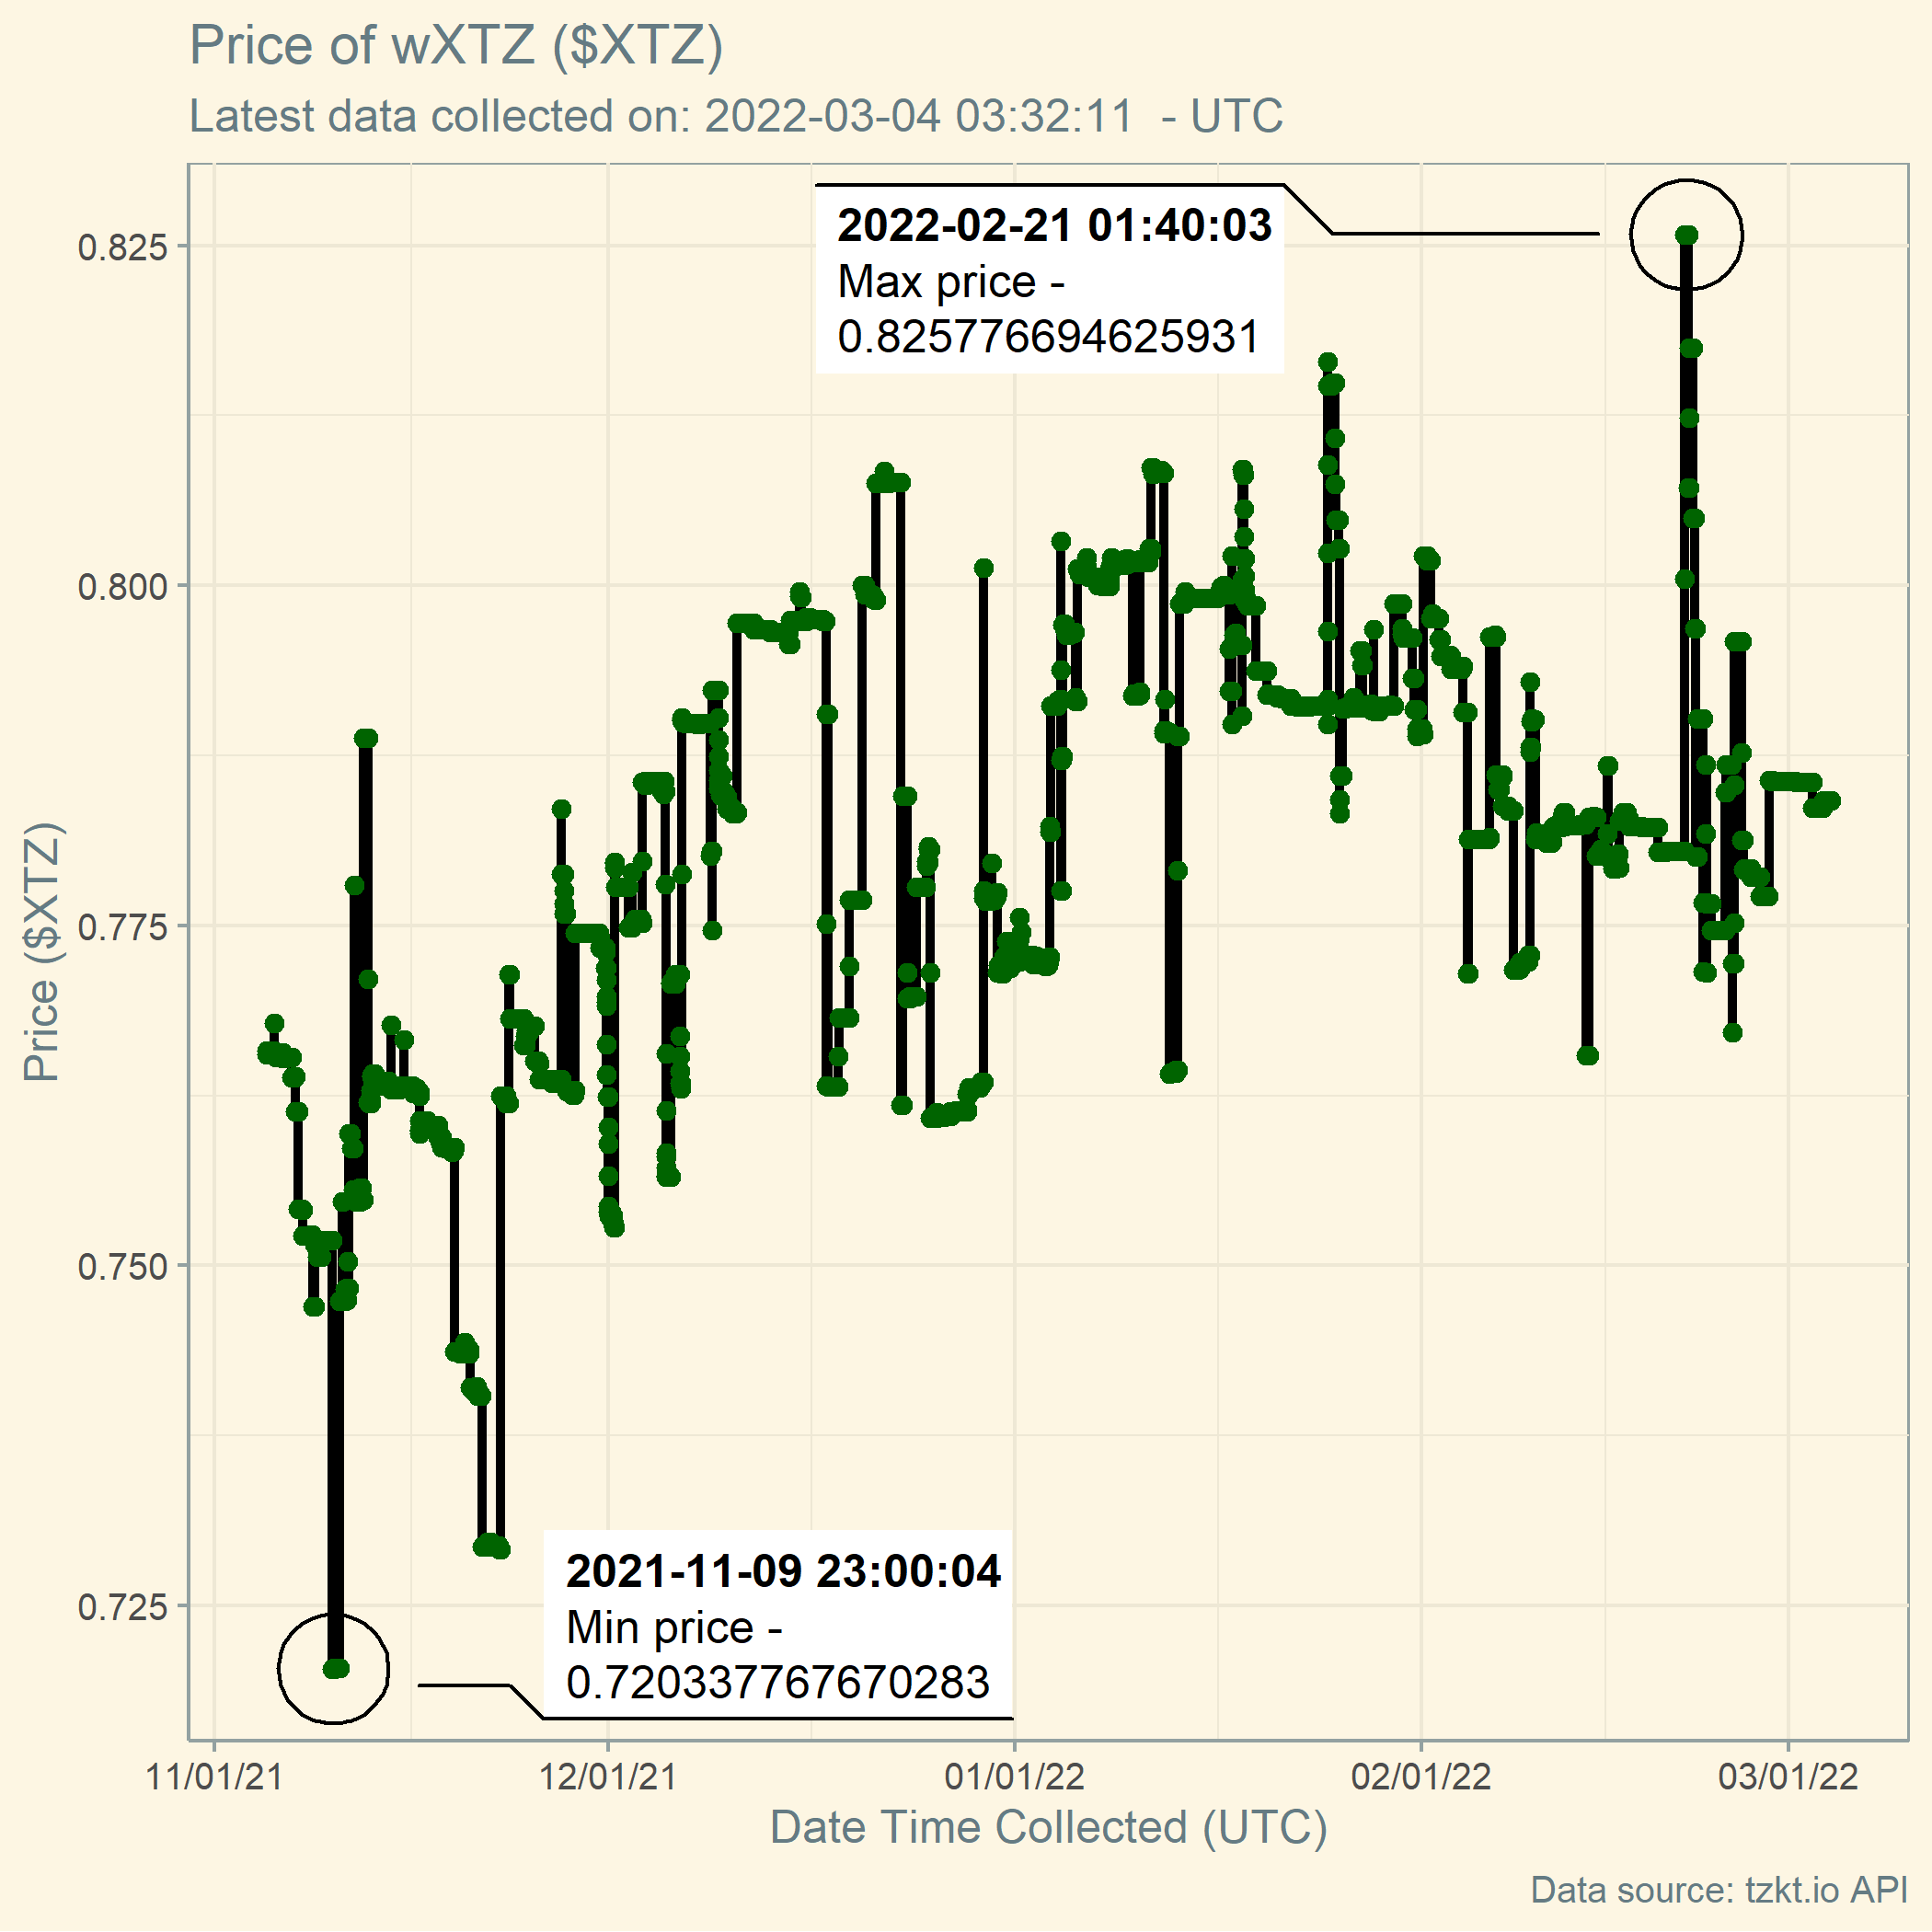 Price of wXTZ ($XTZ)
Latest data collected on: 2022-03-04 03:32:11  - UTC
2022-02-21 01:40:03
Max price -
0.825776694625931
0.825
0.800
0.775
0.750
0.725
Price ($XTZ)
2021-11-09 23:00:04
Min price -
0.720337767670283
11/01/21
12/01/21
01/01/22
02/01/22
03/01/22
Date Time Collected (UTC)
Data source: tzkt.io API